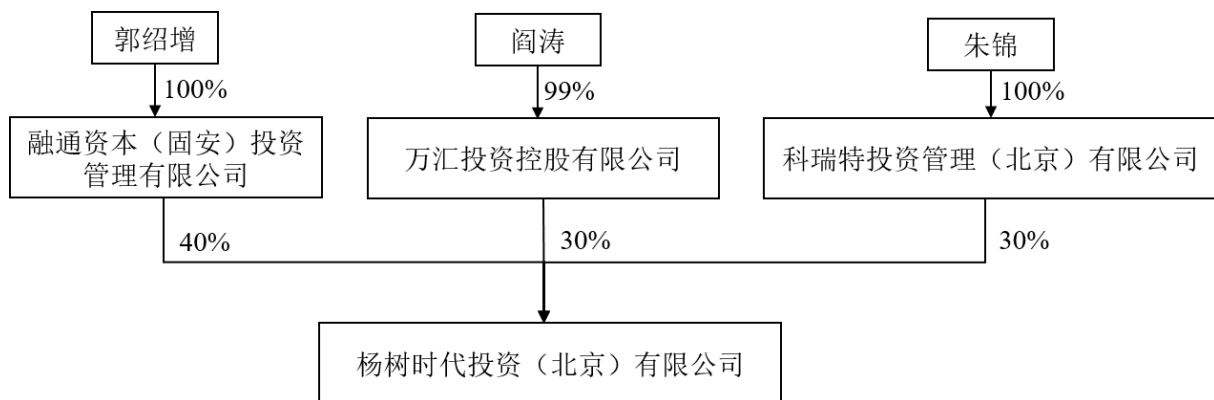 郭绍增
阎涛
朱锦
100%
99%
100%
融通资本（固安）投资
管理有限公司
万汇投资控股有限公司
科瑞特投资管理（北京）有限公司
40%
30%
30%
杨树时代投资（北京）有限公司